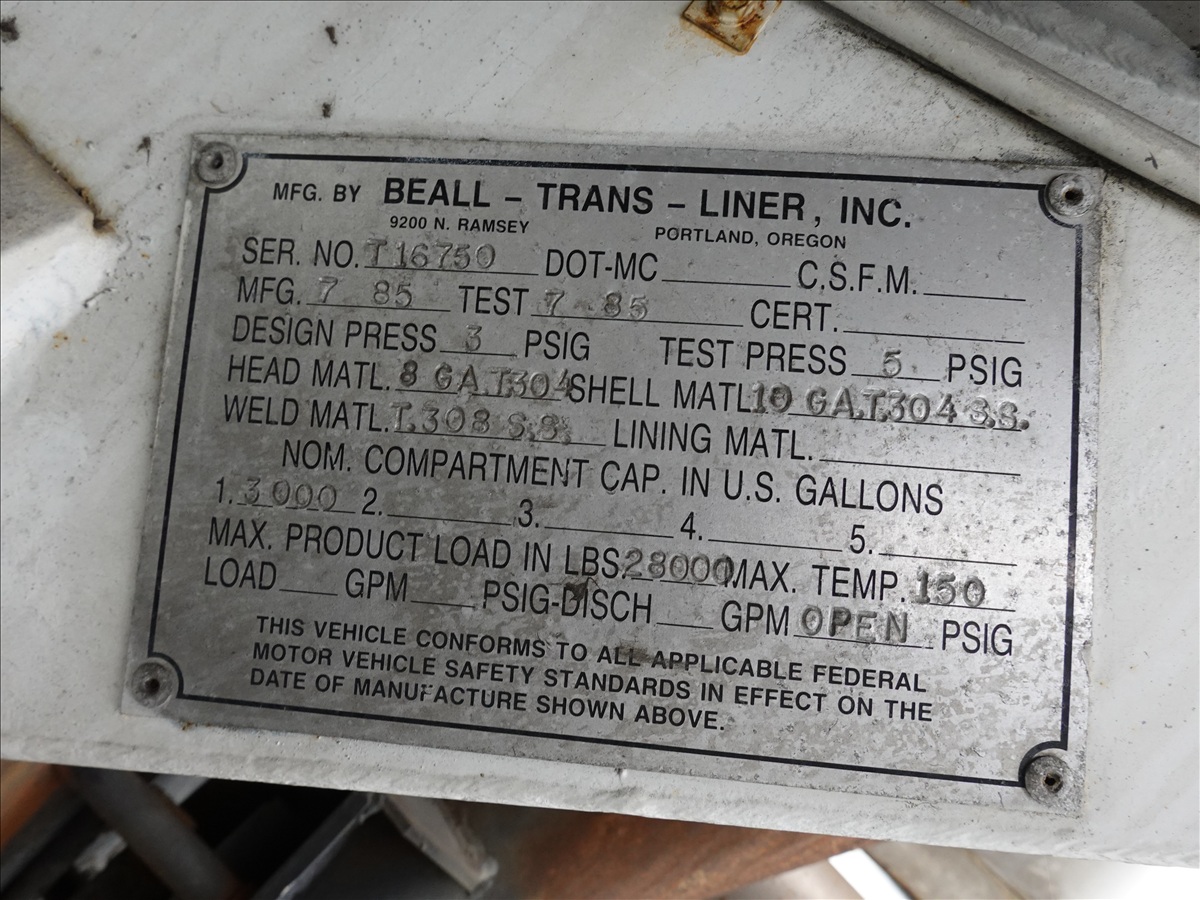 MFG. BY BEALL - TRANS - LINER, INC.
9200 N. RAMSEY PORTLAND, OREGON
SER. NO. T16750 DOT-MC C.S.F.M.
MFG. 7 85 TEST 7 85 CERT.
DESIGN PRESS 3 PSIG TEST PRESS 5 PSIG
HEAD MATL. 8 GA.T304 SHELL MATL 10 GA.T.304 S.S.
WELD MATL. T.308 S.S. LINING MATL.
NOM. COMPARTMENT CAP. IN U.S. GALLONS
1. 3000 2. 3. 4. 5.
MAX. PRODUCT LOAD IN LBS. 28000 MAX. TEMP. 150
LOAD GPM PSIG-DISCH GPM OPEN PSIG
THIS VEHICLE CONFORMS TO ALL APPLICABLE FEDERAL
MOTOR VEHICLE SAFETY STANDARDS IN EFFECT ON THE
DATE OF MANUFACTURE SHOWN ABOVE.